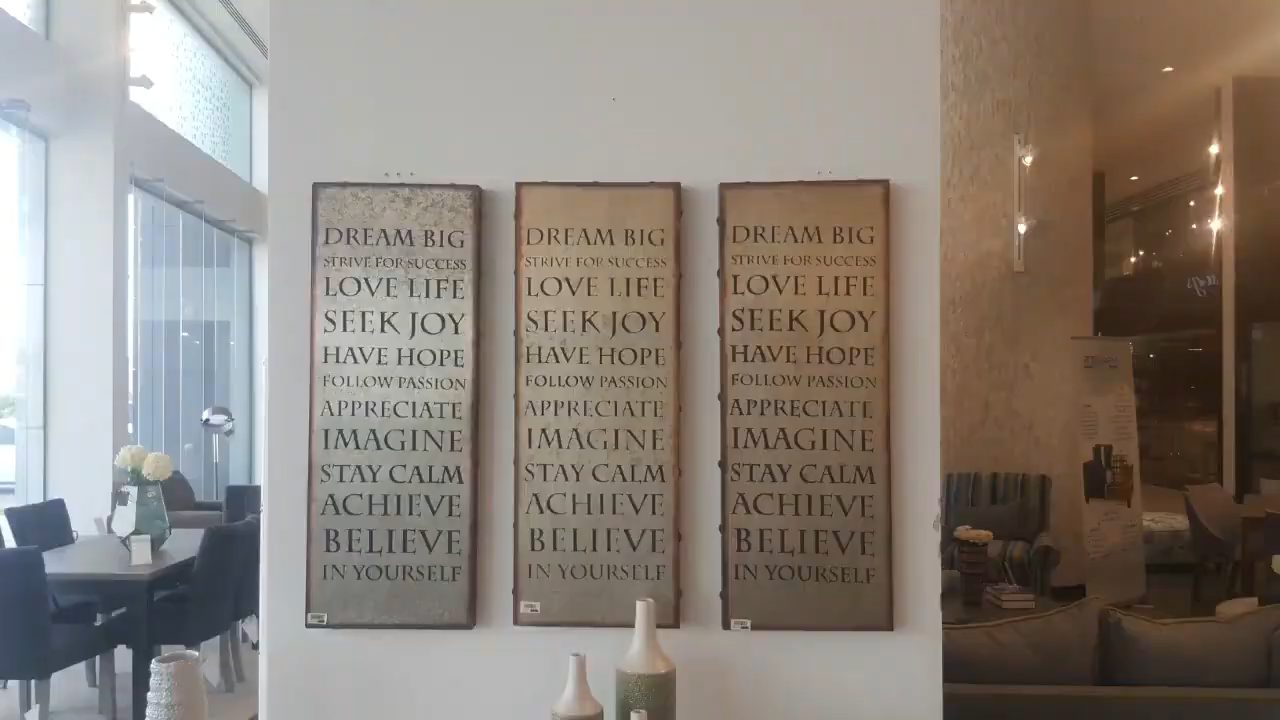 DREAM BIG
STRIVE FOR SUCCESS
LOVE LIFE
SEEK JOY
HAVE HOPE
FOLLOW PASSION
APPRECIATE
IMAGINE
STAY CALM
ACHIEVE
BELIEVE
IN YOURSELF
DREAM BIG
STRIVE FOR SUCCESS
LOVE LIFE
SEEK JOY
HAVE HOPE
FOLLOW PASSION
APPRECIATE
IMAGINE
STAY CALM
ACHIEVE
BELIEVE
IN YOURSELF
DREAM BIG
STRIVE FOR SUCCESS
LOVE LIFE
SEEK JOY
HAVE HOPE
FOLLOW PASSION
APPRECIATE
IMAGINE
STAY CALM
ACHIEVE
BELIEVE
IN YOURSELF